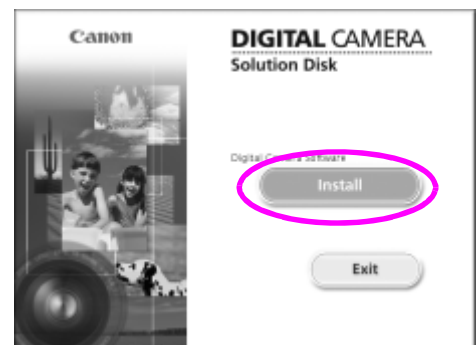 Canon
DIGITAL CAMERA
Solution Disk
Digital Camera Software
Install
Exit